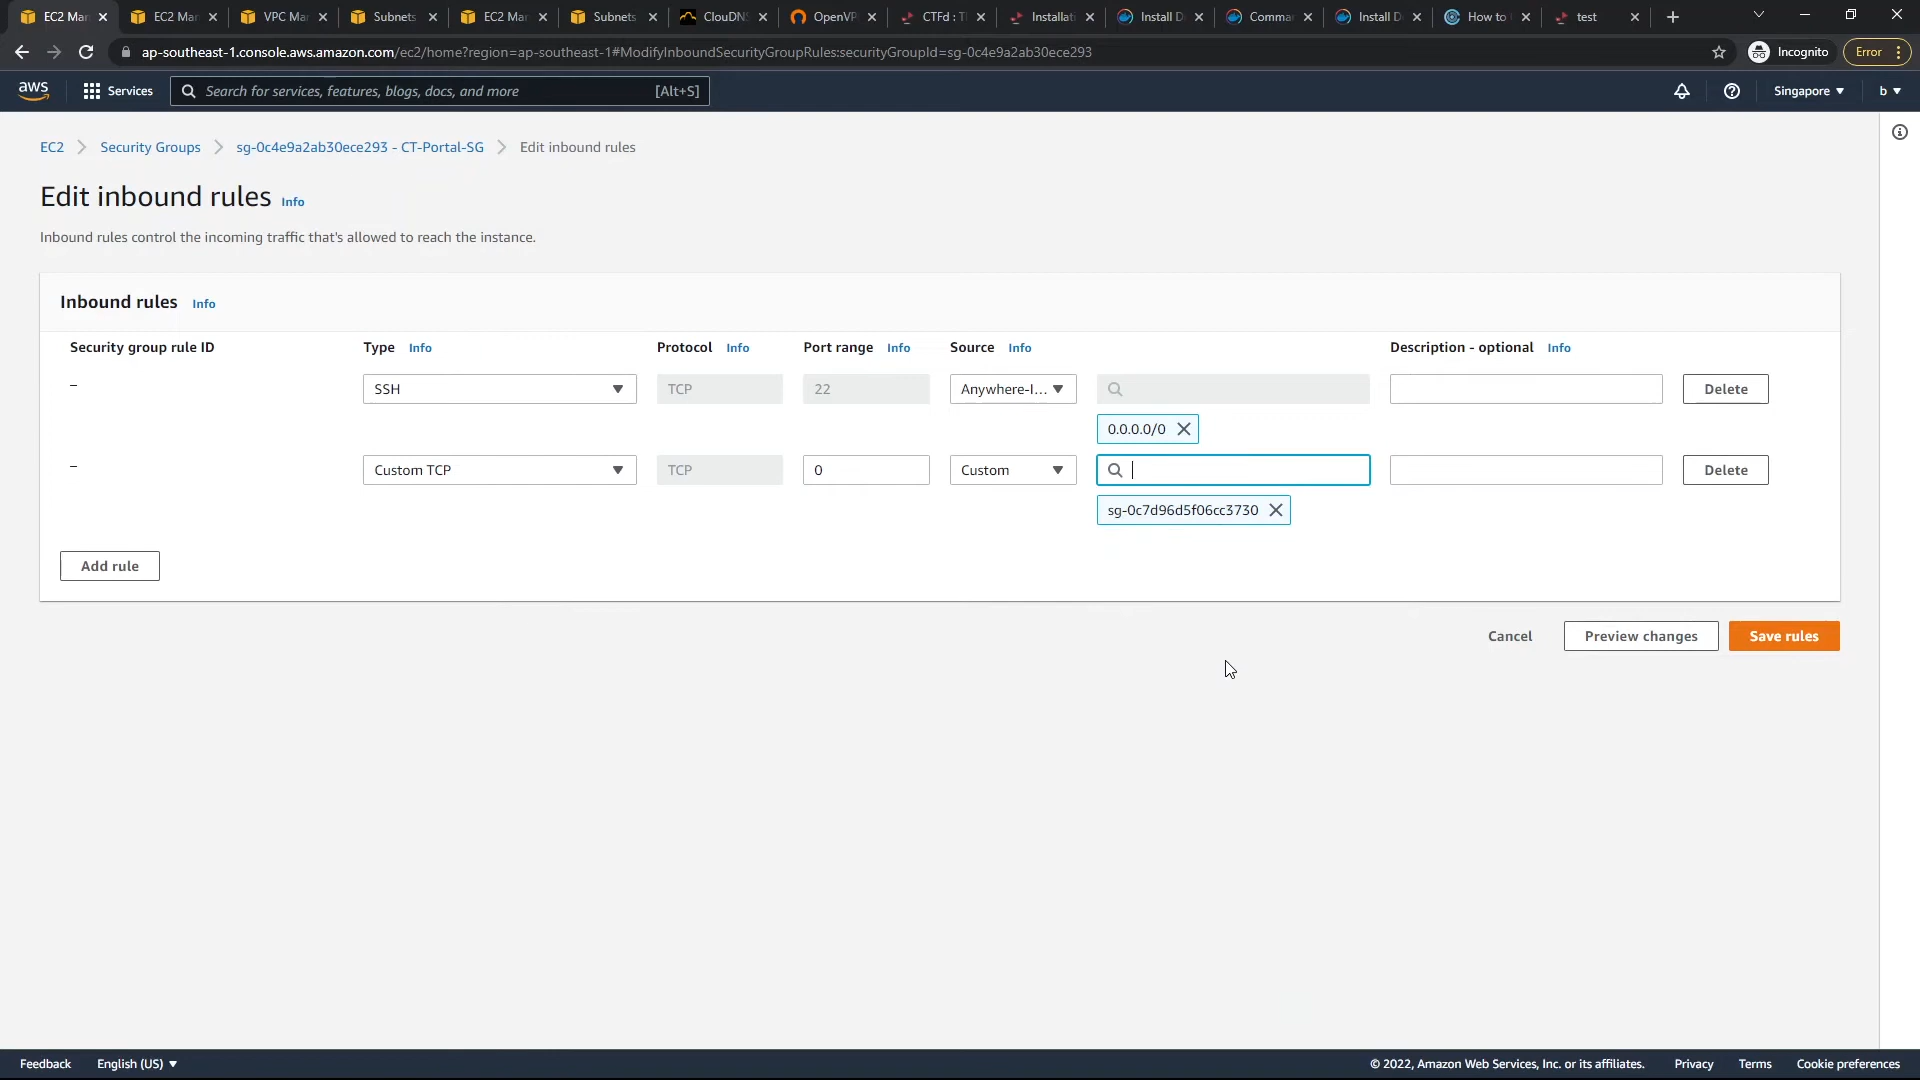 EC2 Mar
EC2 Mar
VPC Mar
Subnets
EC2 Mar
Subnets
ClouDNS
OpenVP
CTFd : T
Installati
Install D
Comma
Install D
How to
test
ap-southeast-1.console.aws.amazon.com/ec2/home?region=ap-southeast-1#ModifyInboundSecurityGroupRules:securityGroupId=sg-0c4e9a2ab30ece293
Incognito
Error
aws
Services
Search for services, features, blogs, docs, and more
[Alt+S]
Singapore
b
EC2 > Security Groups > sg-0c4e9a2ab30ece293 - CT-Portal-SG > Edit inbound rules
Edit inbound rules Info
Inbound rules control the incoming traffic that's allowed to reach the instance.
Inbound rules Info
Security group rule ID Type Info Protocol Info Port range Info Source Info Description - optional Info
– SSH TCP 22 Anywhere-I... Delete
0.0.0.0/0
– Custom TCP TCP 0 Custom Delete
sg-0c7d96d5f06cc3730
Add rule
Cancel Preview changes Save rules
Feedback English (US) © 2022, Amazon Web Services, Inc. or its affiliates. Privacy Terms Cookie preferences